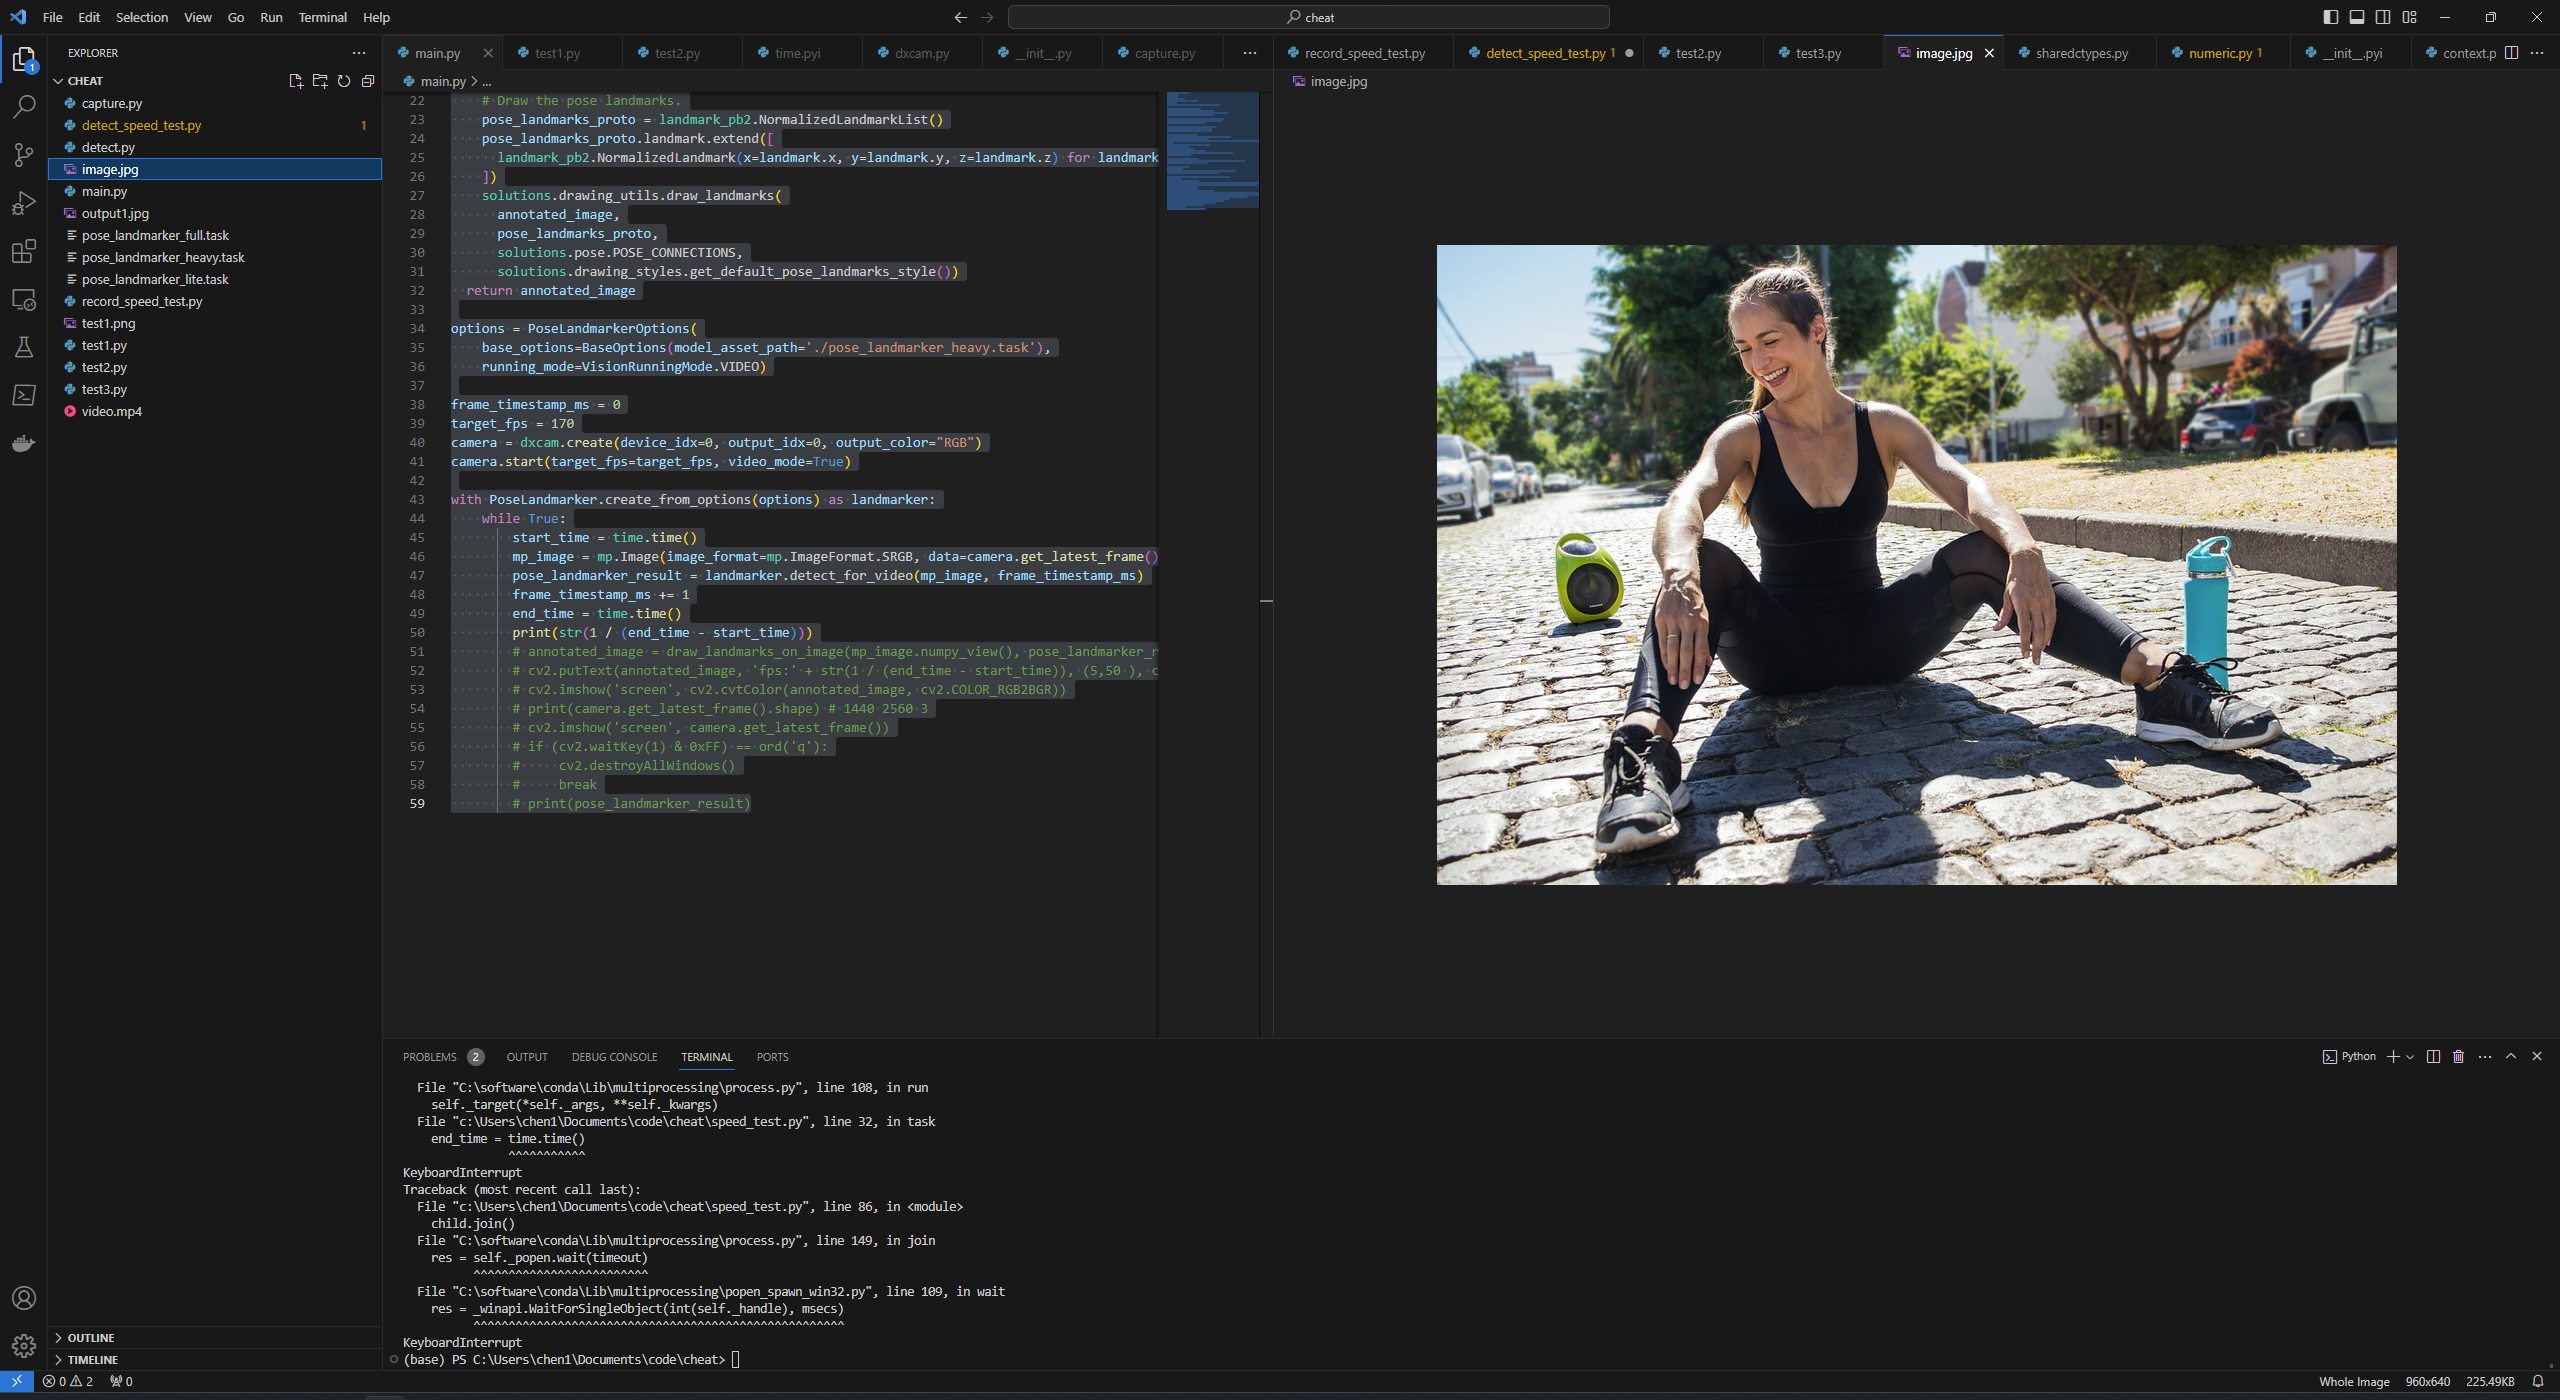 File Edit Selection View Go Run Terminal Help
cheat
EXPLORER
CHEAT
capture.py
detect_speed_test.py 1
detect.py
image.jpg
main.py
output1.jpg
pose_landmarker_full.task
pose_landmarker_heavy.task
pose_landmarker_lite.task
record_speed_test.py
test1.png
test1.py
test2.py
test3.py
video.mp4
OUTLINE
TIMELINE
main.py test1.py test2.py time.pyi dxcam.py __init__.py capture.py
main.py > ...
22 # Draw the pose landmarks.
23 pose_landmarks_proto = landmark_pb2.NormalizedLandmarkList()
24 pose_landmarks_proto.landmark.extend([
25 landmark_pb2.NormalizedLandmark(x=landmark.x, y=landmark.y, z=landmark.z) for landmark
26 ])
27 solutions.drawing_utils.draw_landmarks(
28 annotated_image,
29 pose_landmarks_proto,
30 solutions.pose.POSE_CONNECTIONS,
31 solutions.drawing_styles.get_default_pose_landmarks_style())
32 return annotated_image
33
34 options = PoseLandmarkerOptions(
35 base_options=BaseOptions(model_asset_path='./pose_landmarker_heavy.task'),
36 running_mode=VisionRunningMode.VIDEO)
37
38 frame_timestamp_ms = 0
39 target_fps = 170
40 camera = dxcam.create(device_idx=0, output_idx=0, output_color="RGB")
41 camera.start(target_fps=target_fps, video_mode=True)
42
43 with PoseLandmarker.create_from_options(options) as landmarker:
44 while True:
45 start_time = time.time()
46 mp_image = mp.Image(image_format=mp.ImageFormat.SRGB, data=camera.get_latest_frame()
47 pose_landmarker_result = landmarker.detect_for_video(mp_image, frame_timestamp_ms)
48 frame_timestamp_ms += 1
49 end_time = time.time()
50 print(str(1 / (end_time - start_time)))
51 # annotated_image = draw_landmarks_on_image(mp_image.numpy_view(), pose_landmarker_r
52 # cv2.putText(annotated_image, 'fps:' + str(1 / (end_time - start_time)), (5,50 ), c
53 # cv2.imshow('screen', cv2.cvtColor(annotated_image, cv2.COLOR_RGB2BGR))
54 # print(camera.get_latest_frame().shape) # 1440 2560 3
55 # cv2.imshow('screen', camera.get_latest_frame())
56 # if (cv2.waitKey(1) & 0xFF) == ord('q'):
57 # cv2.destroyAllWindows()
58 # break
59 # print(pose_landmarker_result)
record_speed_test.py detect_speed_test.py 1 test2.py test3.py image.jpg sharedctypes.py numeric.py 1 __init__.pyi context.p
image.jpg
PROBLEMS 2 OUTPUT DEBUG CONSOLE TERMINAL PORTS
Python
File "C:\software\conda\Lib\multiprocessing\process.py", line 108, in run
self._target(*self._args, **self._kwargs)
File "c:\Users\chen1\Documents\code\cheat\speed_test.py", line 32, in task
end_time = time.time()
^^^^^^^^^^^
KeyboardInterrupt
Traceback (most recent call last):
File "c:\Users\chen1\Documents\code\cheat\speed_test.py", line 86, in <module>
child.join()
File "C:\software\conda\Lib\multiprocessing\process.py", line 149, in join
res = self._popen.wait(timeout)
^^^^^^^^^^^^^^^^^^^^^^^^^
File "C:\software\conda\Lib\multiprocessing\popen_spawn_win32.py", line 109, in wait
res = _winapi.WaitForSingleObject(int(self._handle), msecs)
^^^^^^^^^^^^^^^^^^^^^^^^^^^^^^^^^^^^^^^^^^^^^^^^^^^^^
KeyboardInterrupt
(base) PS C:\Users\chen1\Documents\code\cheat>
0 2 0
Whole Image 960x640 225.49KB